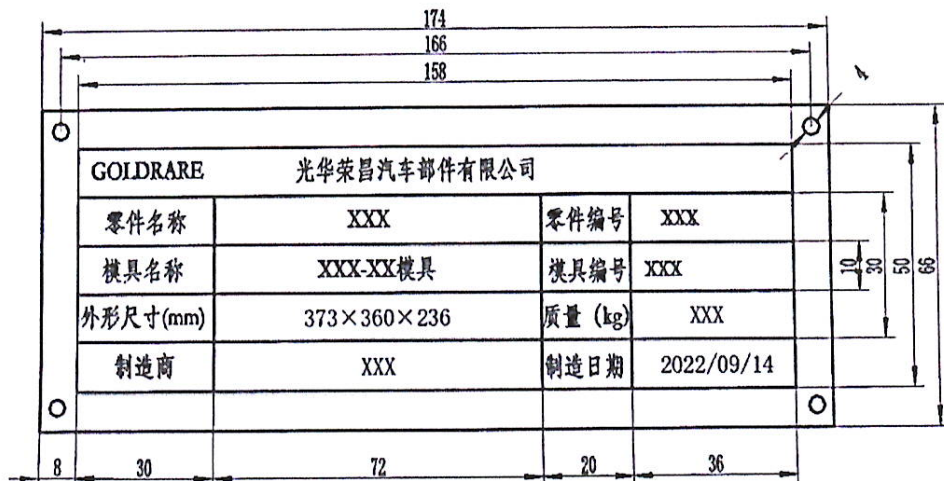 174
166
158
4
GOLDRARE 光华荣昌汽车部件有限公司
零件名称 XXX 零件编号 XXX
模具名称 XXX-XX模具 模具编号 XXX
外形尺寸(mm) 373×360×236 质量 (kg) XXX
制造商 XXX 制造日期 2022/09/14
10 30 50 66
8 30 72 20 36